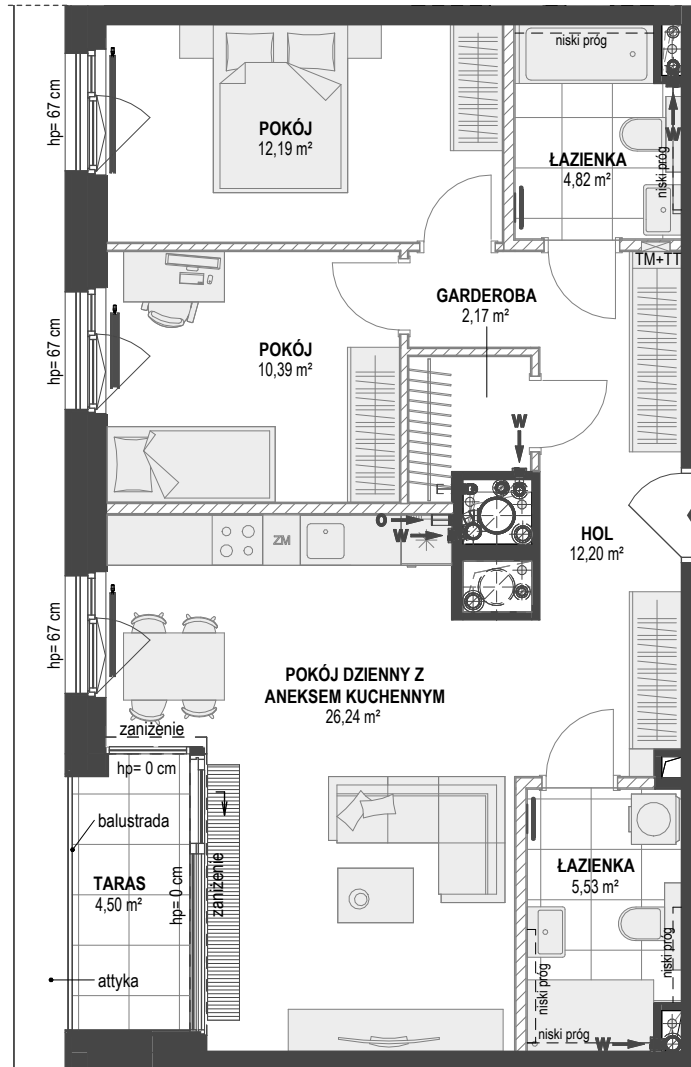 niski próg
hp= 67 cm
POKÓJ
12,19 m²
W
ŁAZIENKA
4,82 m²
niski próg
TM+TT
GARDEROBA
2,17 m²
hp= 67 cm
POKÓJ
10,39 m²
W
E
O
W
ZM
HOL
12,20 m²
hp= 67 cm
POKÓJ DZIENNY Z
ANEKSEM KUCHENNYM
26,24 m²
zaniżenie
hp= 0 cm
balustrada
TARAS
4,50 m²
hp= 0 cm
zaniżenie
ŁAZIENKA
5,53 m²
niski próg
niski próg
attyka
niski próg
W